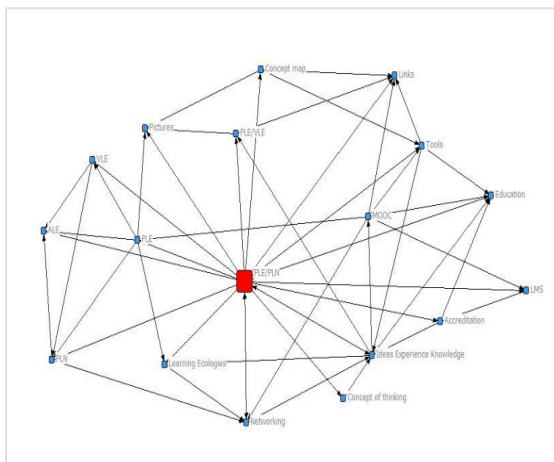 Concept map
Links
Pictures
PLE/VLE
Tools
VLE
Education
MOOC
ALE
PLE
PLE/PLN
LMS
Accreditation
Ideas Experience Knowledge
PLN
Learning Ecologies
Concept of thinking
Networking